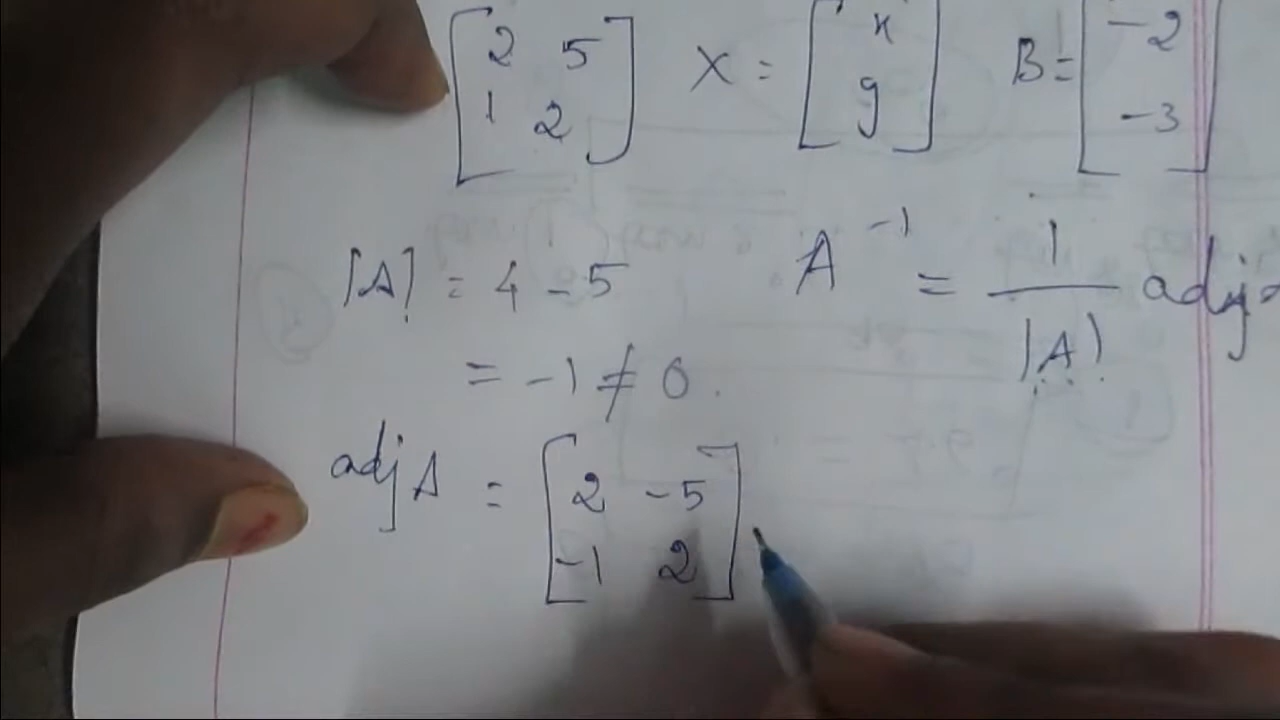 [2 5 1 2] X = [x y] B = [-2 -3]
|A| = 4 - 5 A⁻¹ = 1/|A| adj
= -1 ≠ 0.
adj A = [2 -5 -1 2]